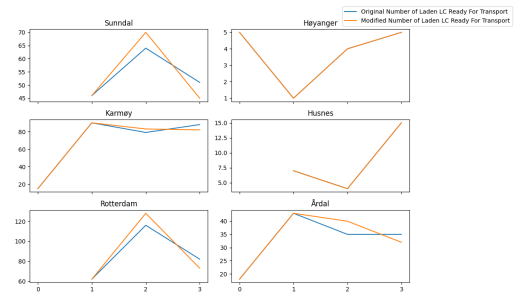 Original Number of Laden LC Ready For Transport
Modified Number of Laden LC Ready For Transport
Sunndal
70
65
60
55
50
45
Høyanger
5
4
3
2
1
Karmøy
80
60
40
20
Husnes
15.0
12.5
10.0
7.5
5.0
Rotterdam
120
100
80
60
0 1 2 3
Årdal
40
35
30
25
20
0 1 2 3